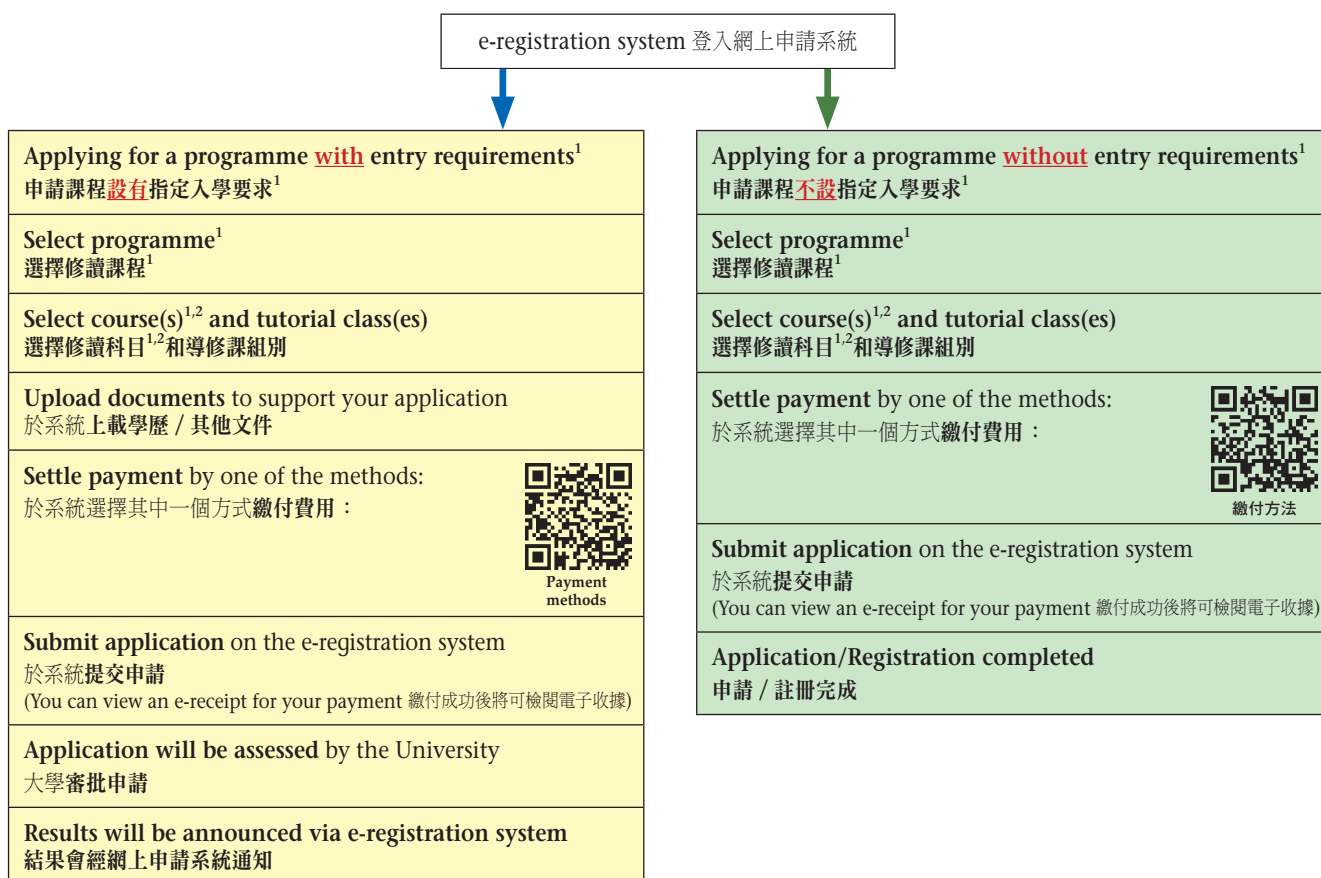 e-registration system 登入網上申請系統
Applying for a programme with entry requirements¹
申請課程設有指定入學要求¹
Select programme¹
選擇修讀課程¹
Select course(s)¹,² and tutorial class(es)
選擇修讀科目¹,²和導修課組別
Upload documents to support your application
於系統上載學歷 / 其他文件
Settle payment by one of the methods:
於系統選擇其中一個方式繳付費用：
Payment
methods
Submit application on the e-registration system
於系統提交申請
(You can view an e-receipt for your payment 繳付成功後將可檢閱電子收據)
Application will be assessed by the University
大學審批申請
Results will be announced via e-registration system
結果會經網上申請系統通知
Applying for a programme without entry requirements¹
申請課程不設指定入學要求¹
Select programme¹
選擇修讀課程¹
Select course(s)¹,² and tutorial class(es)
選擇修讀科目¹,²和導修課組別
Settle payment by one of the methods:
於系統選擇其中一個方式繳付費用：
繳付方法
Submit application on the e-registration system
於系統提交申請
(You can view an e-receipt for your payment 繳付成功後將可檢閱電子收據)
Application/Registration completed
申請 / 註冊完成